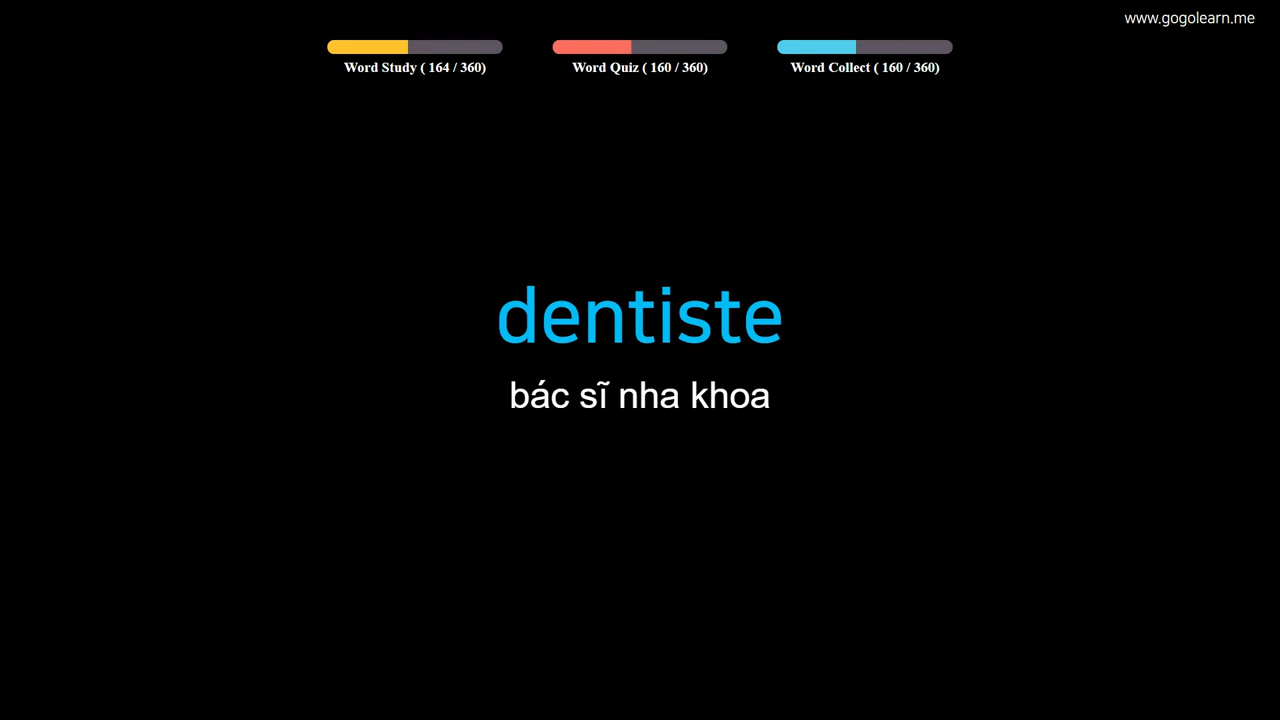 www.gogolearn.me
Word Study ( 164 / 360)
Word Quiz ( 160 / 360)
Word Collect ( 160 / 360)
dentiste
bác sĩ nha khoa